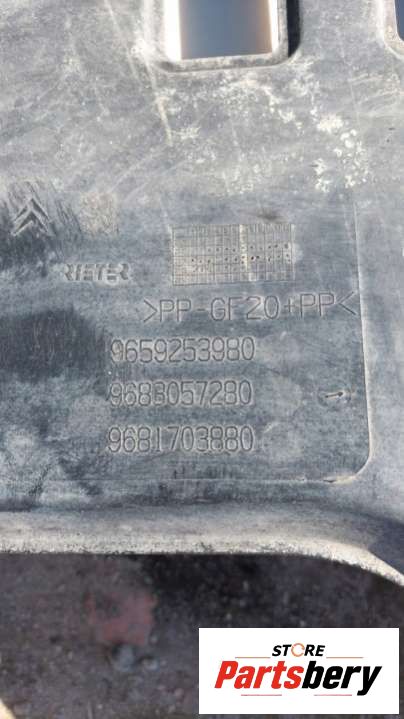 RIETER
>PP-GF20+PP<
9659253980
9683057280
9681703880
STORE
Partsbery